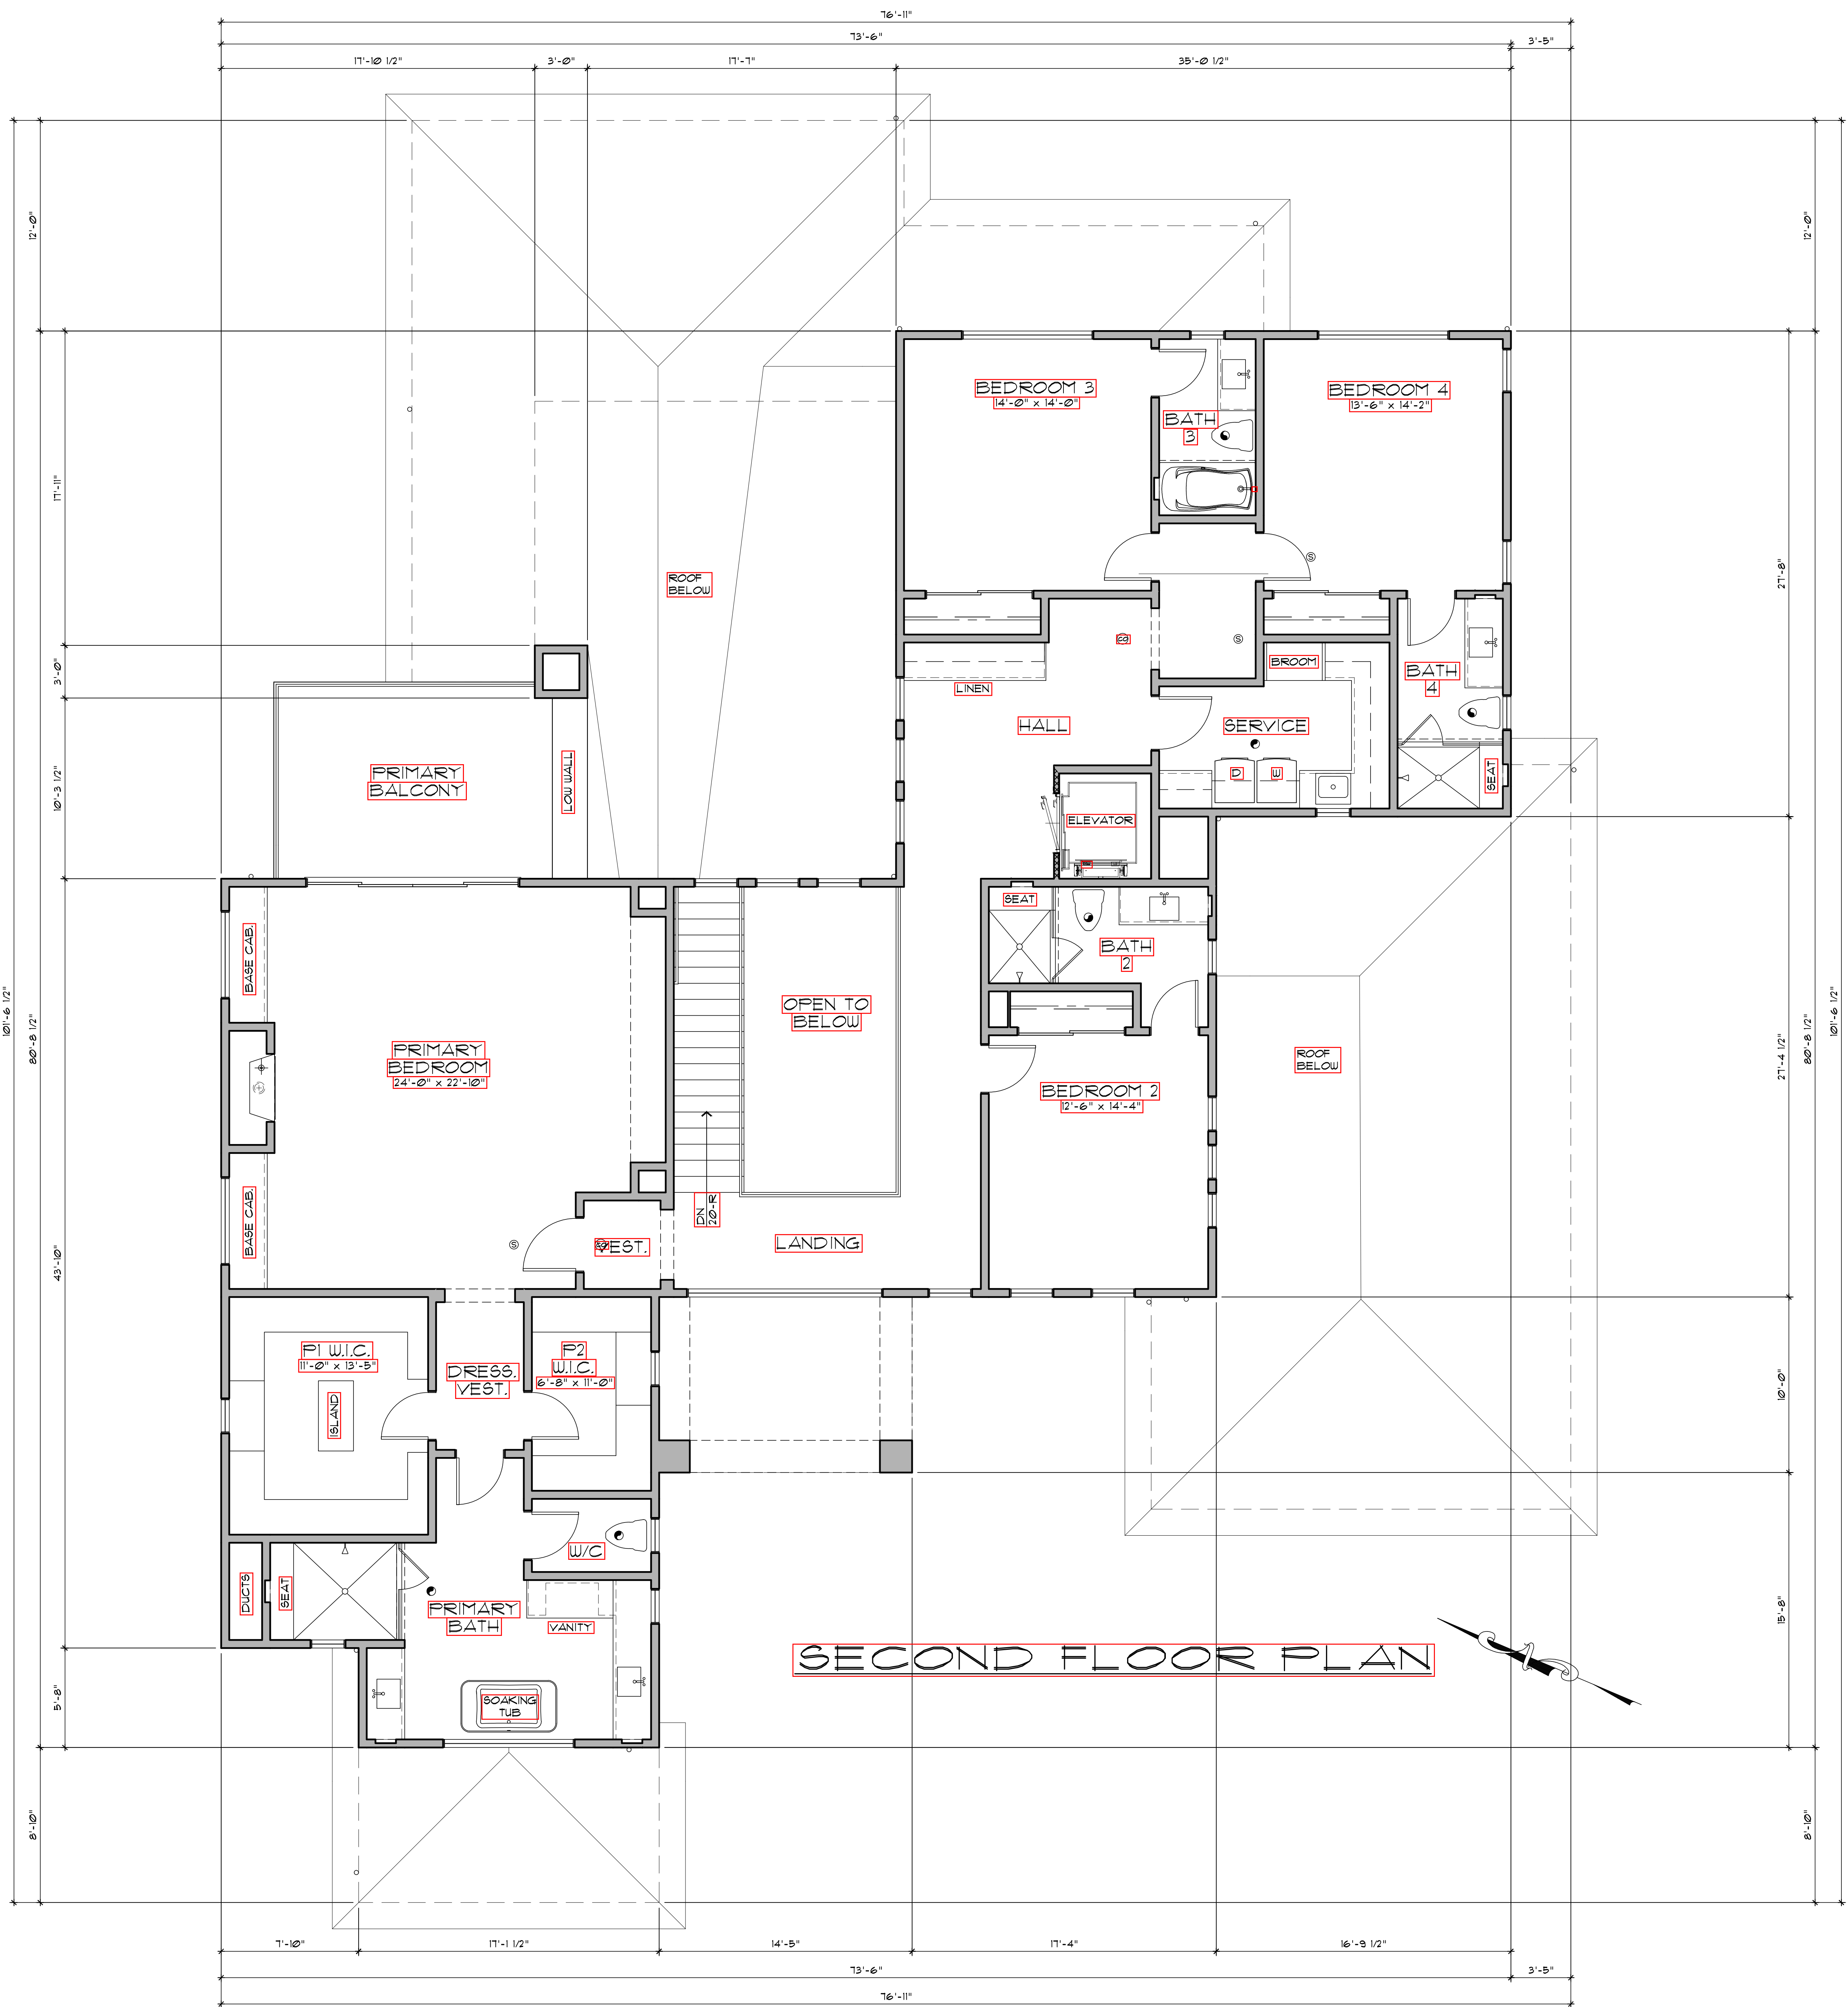 76'-11"
73'-6"
3'-5"
17'-10 1/2"
3'-0"
17'-7"
35'-0 1/2"
12'-0"
12'-0"
BEDROOM 3
14'-0" x 14'-0"
BEDROOM 4
13'-6" x 14'-2"
BATH
3
17'-11"
ROOF
BELOW
S
27'-8"
CO
S
BROOM
BATH
4
3'-0"
LINEN
HALL
SERVICE
PRIMARY
BALCONY
LOW WALL
D
W
SEAT
10'-3 1/2"
ELEVATOR
SEAT
BATH
2
BASE CAB.
OPEN TO
BELOW
101'-6 1/2"
80'-8 1/2"
PRIMARY
BEDROOM
24'-0" x 22'-10"
ROOF
BELOW
27'-4 1/2"
80'-8 1/2"
101'-6 1/2"
BEDROOM 2
12'-6" x 14'-4"
BASE CAB.
DN
20-R
S
VEST.
LANDING
43'-10"
P1 W.I.C.
11'-0" x 13'-5"
DRESS.
VEST.
P2
W.I.C.
6'-8" x 11'-0"
10'-0"
ISLAND
W/C
DUCTS
SEAT
PRIMARY
BATH
VANITY
15'-8"
SECOND FLOOR PLAN
5'-8"
SOAKING
TUB
8'-10"
8'-10"
7'-10"
17'-1 1/2"
14'-5"
17'-4"
16'-9 1/2"
73'-6"
3'-5"
76'-11"